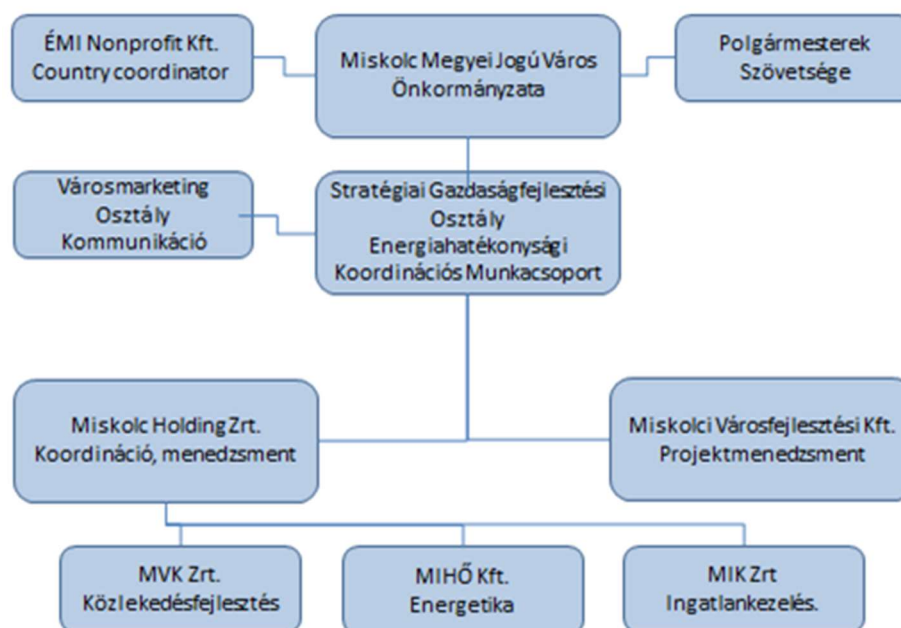 ÉMI Nonprofit Kft.
Country coordinator
Miskolc Megyei Jogú Város
Önkormányzata
Polgármesterek
Szövetsége
Városmarketing
Osztály
Kommunikáció
Stratégiai Gazdaságfejlesztési
Osztály
Energiahatékonysági
Koordinációs Munkacsoport
Miskolc Holding Zrt.
Koordináció, menedzsment
Miskolci Városfejlesztési Kft.
Projektmenedzsment
MVK Zrt.
Közlekedésfejlesztés
MIHŐ Kft.
Energetika
MIK Zrt
Ingatlankezelés.